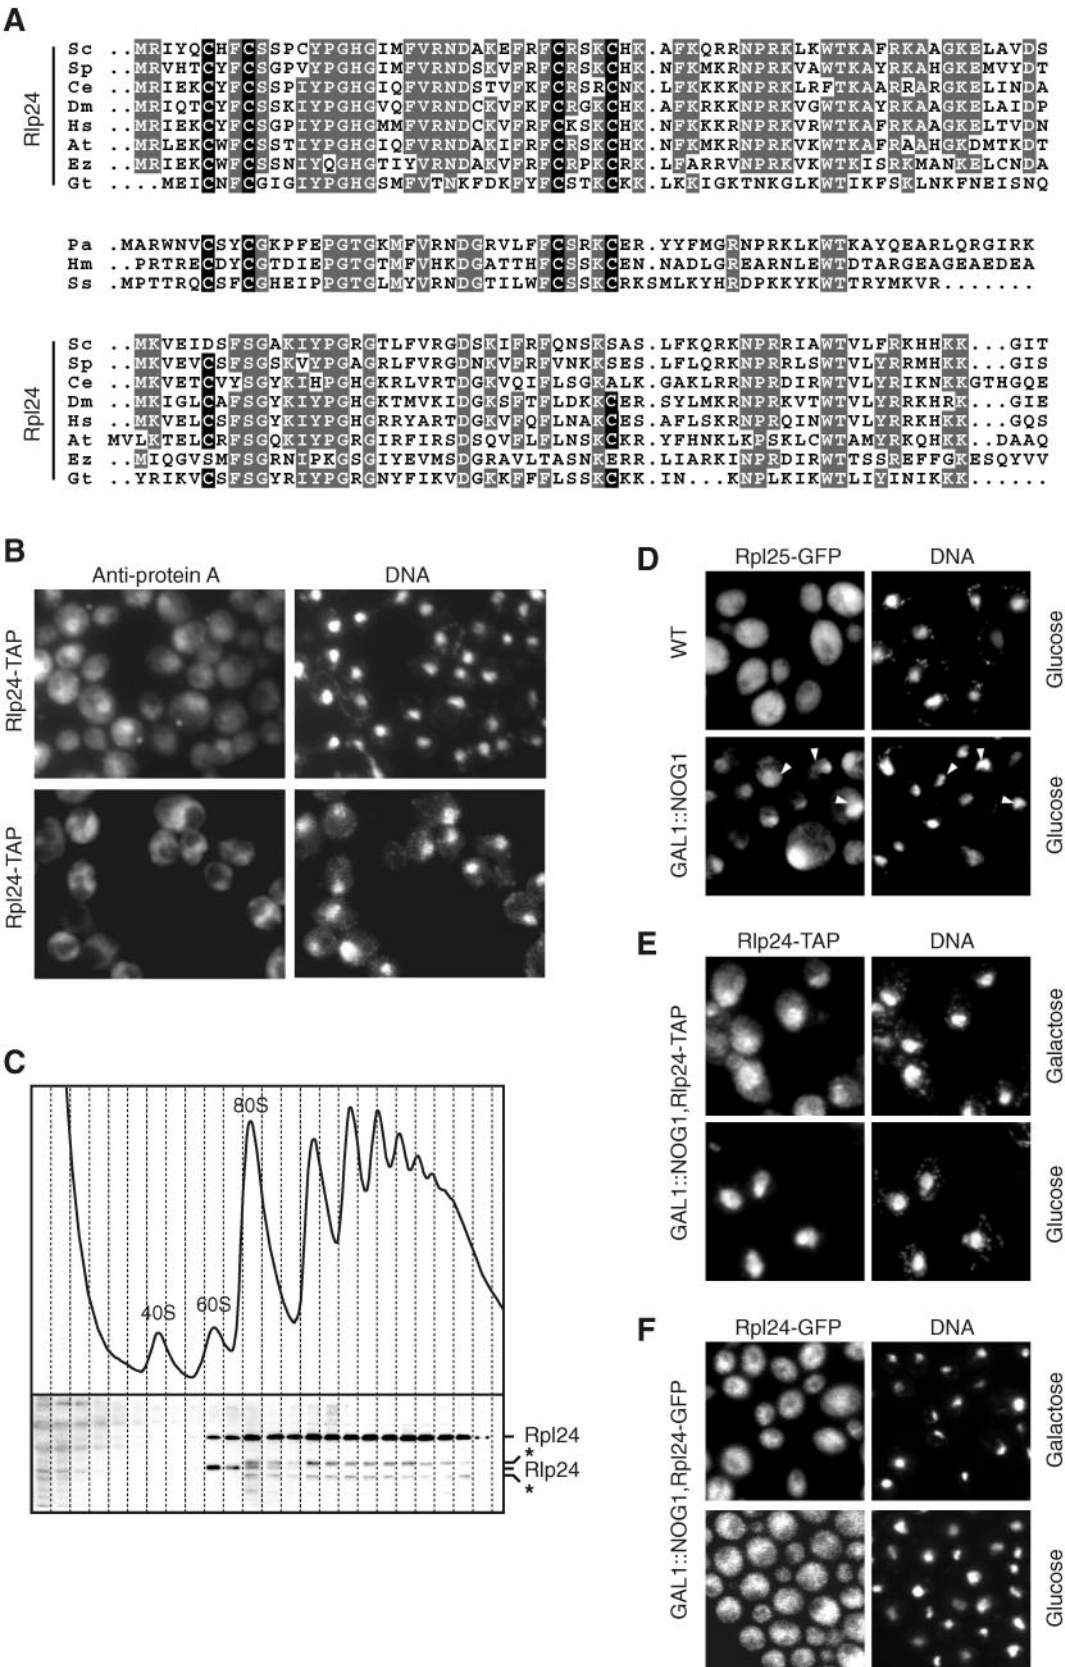 A
Rlp24
Sc ..MRIYQCHFCSSPCYPGHGIMFVRNDAKEFRFCRSKCHK.AFKQRRNPRKLKWTKAFRKAAGKELAVDS
Sp ..MRVHTCYFCSGPVYPGHGIMFVRNDSKVFRFCRSKCHK.NFKMKRNPRKVAWTKAYRKAHGKEMVYDT
Ce ..MRIEKCYFCSSPIYPGHGIQFVRNDSTVFKFCRSRCNK.LFKKKKNPRKLRFTKAARRARGKELINDA
Dm ..MRIQTCYFCSSKIYPGHGVQFVRNDCKVFKFCRGKCHK.AFKRKKNPRKVGWTKAYRKAAGKELAIDP
Hs ..MRIEKCYFCSGPIYPGHGMMFVRNDCKVFRFCKSKCHK.NFKKKRNPRKVRWTKAFRKAAGKELTVDN
At ..MRLEKCWFCSSTIYPGHGIQFVRNDAKIFRFCRSKCHK.NFKMKRNPRKVKWTKAFRAAHGKDMTKDT
Ez ..MRIEKCWFCSSNIYQGHGTIYVRNDAKVFRFCRPKCRK.LFARRVNPRKVKWTKISRKMANKELCNDA
Gt ....MEICNFCGIGIYPGHGSMFVTNKFDKFYFCSTKCKK.LKKIGKTNKGLKWTIKFSKLNKFNEISNQ
Pa .MARWNVCSYCGKPFEPGTGKMFVRNDGRVLFFCSRKCER.YYFMGRNPRKLKWTKAYQEARLQRGIRK
Hm ..PRTRECDYCGTDIEPGTGTMFVHKDGATTHFCSSKCEN.NADLGREARNLEWTDTARGEAGEAEDEA
Ss .MPTTRQCSFCGHEIPPGTGLMYVRNDGTILWFCSSKCRKSMLKYHRDPKKYKWTTRYMKVR.......
Rpl24
Sc ..MKVEIDSFSGAKIYPGRGTLFVRGDSKIFRFQNSKSAS.LFKQRKNPRRIAWTVLFRKHHKK...GIT
Sp ..MKVEVCSFSGSKVYPGAGRLFVRGDNKVFRFVNKKSES.LFLQRKNPRRLSWTVLYRRMHKK...GIS
Ce ..MKVETCVYSGYKIHPGHGKRLVRTDGKVQIFLSGKALK.GAKLRRNPRDIRWTVLYRIKNKKGTHGQE
Dm ..MKIGLCAFSGYKIYPGHGKTMVKIDGKSFTFLDKKCER.SYLMKRNPRKVTWTVLYRRKHRK...GIE
Hs ..MKVELCSFSGYKIYPGHGRRYARTDGKVFQFLNAKCES.AFLSKRNPRQINWTVLYRRKHKK...GQS
At MVLKTELCRFSGQKIYPGRGIRFIRSDSQVFLFLNSKCKR.YFHNKLKPSKLCWTAMYRKQHKK...DAAQ
Ez ..MIQGVSMFSGRNIPKGSGIYEVMSDGRAVLTASNKERR.LIARKINPRDIRWTTSSREFFGKESQYVV
Gt ..YRIKVCSFSGYRIYPGRGNYFIKVDGKKFFFLSSKCKK.IN...KNPLKIKWTLIYINIKKK......
B
Anti-protein A
DNA
Rlp24-TAP
Rpl24-TAP
C
80S
40S
60S
Rpl24
*
Rlp24
*
D
Rpl25-GFP
DNA
WT
Glucose
GAL1::NOG1
Glucose
E
Rlp24-TAP
DNA
GAL1::NOG1,Rlp24-TAP
Galactose
Glucose
F
Rpl24-GFP
DNA
GAL1::NOG1,Rpl24-GFP
Galactose
Glucose